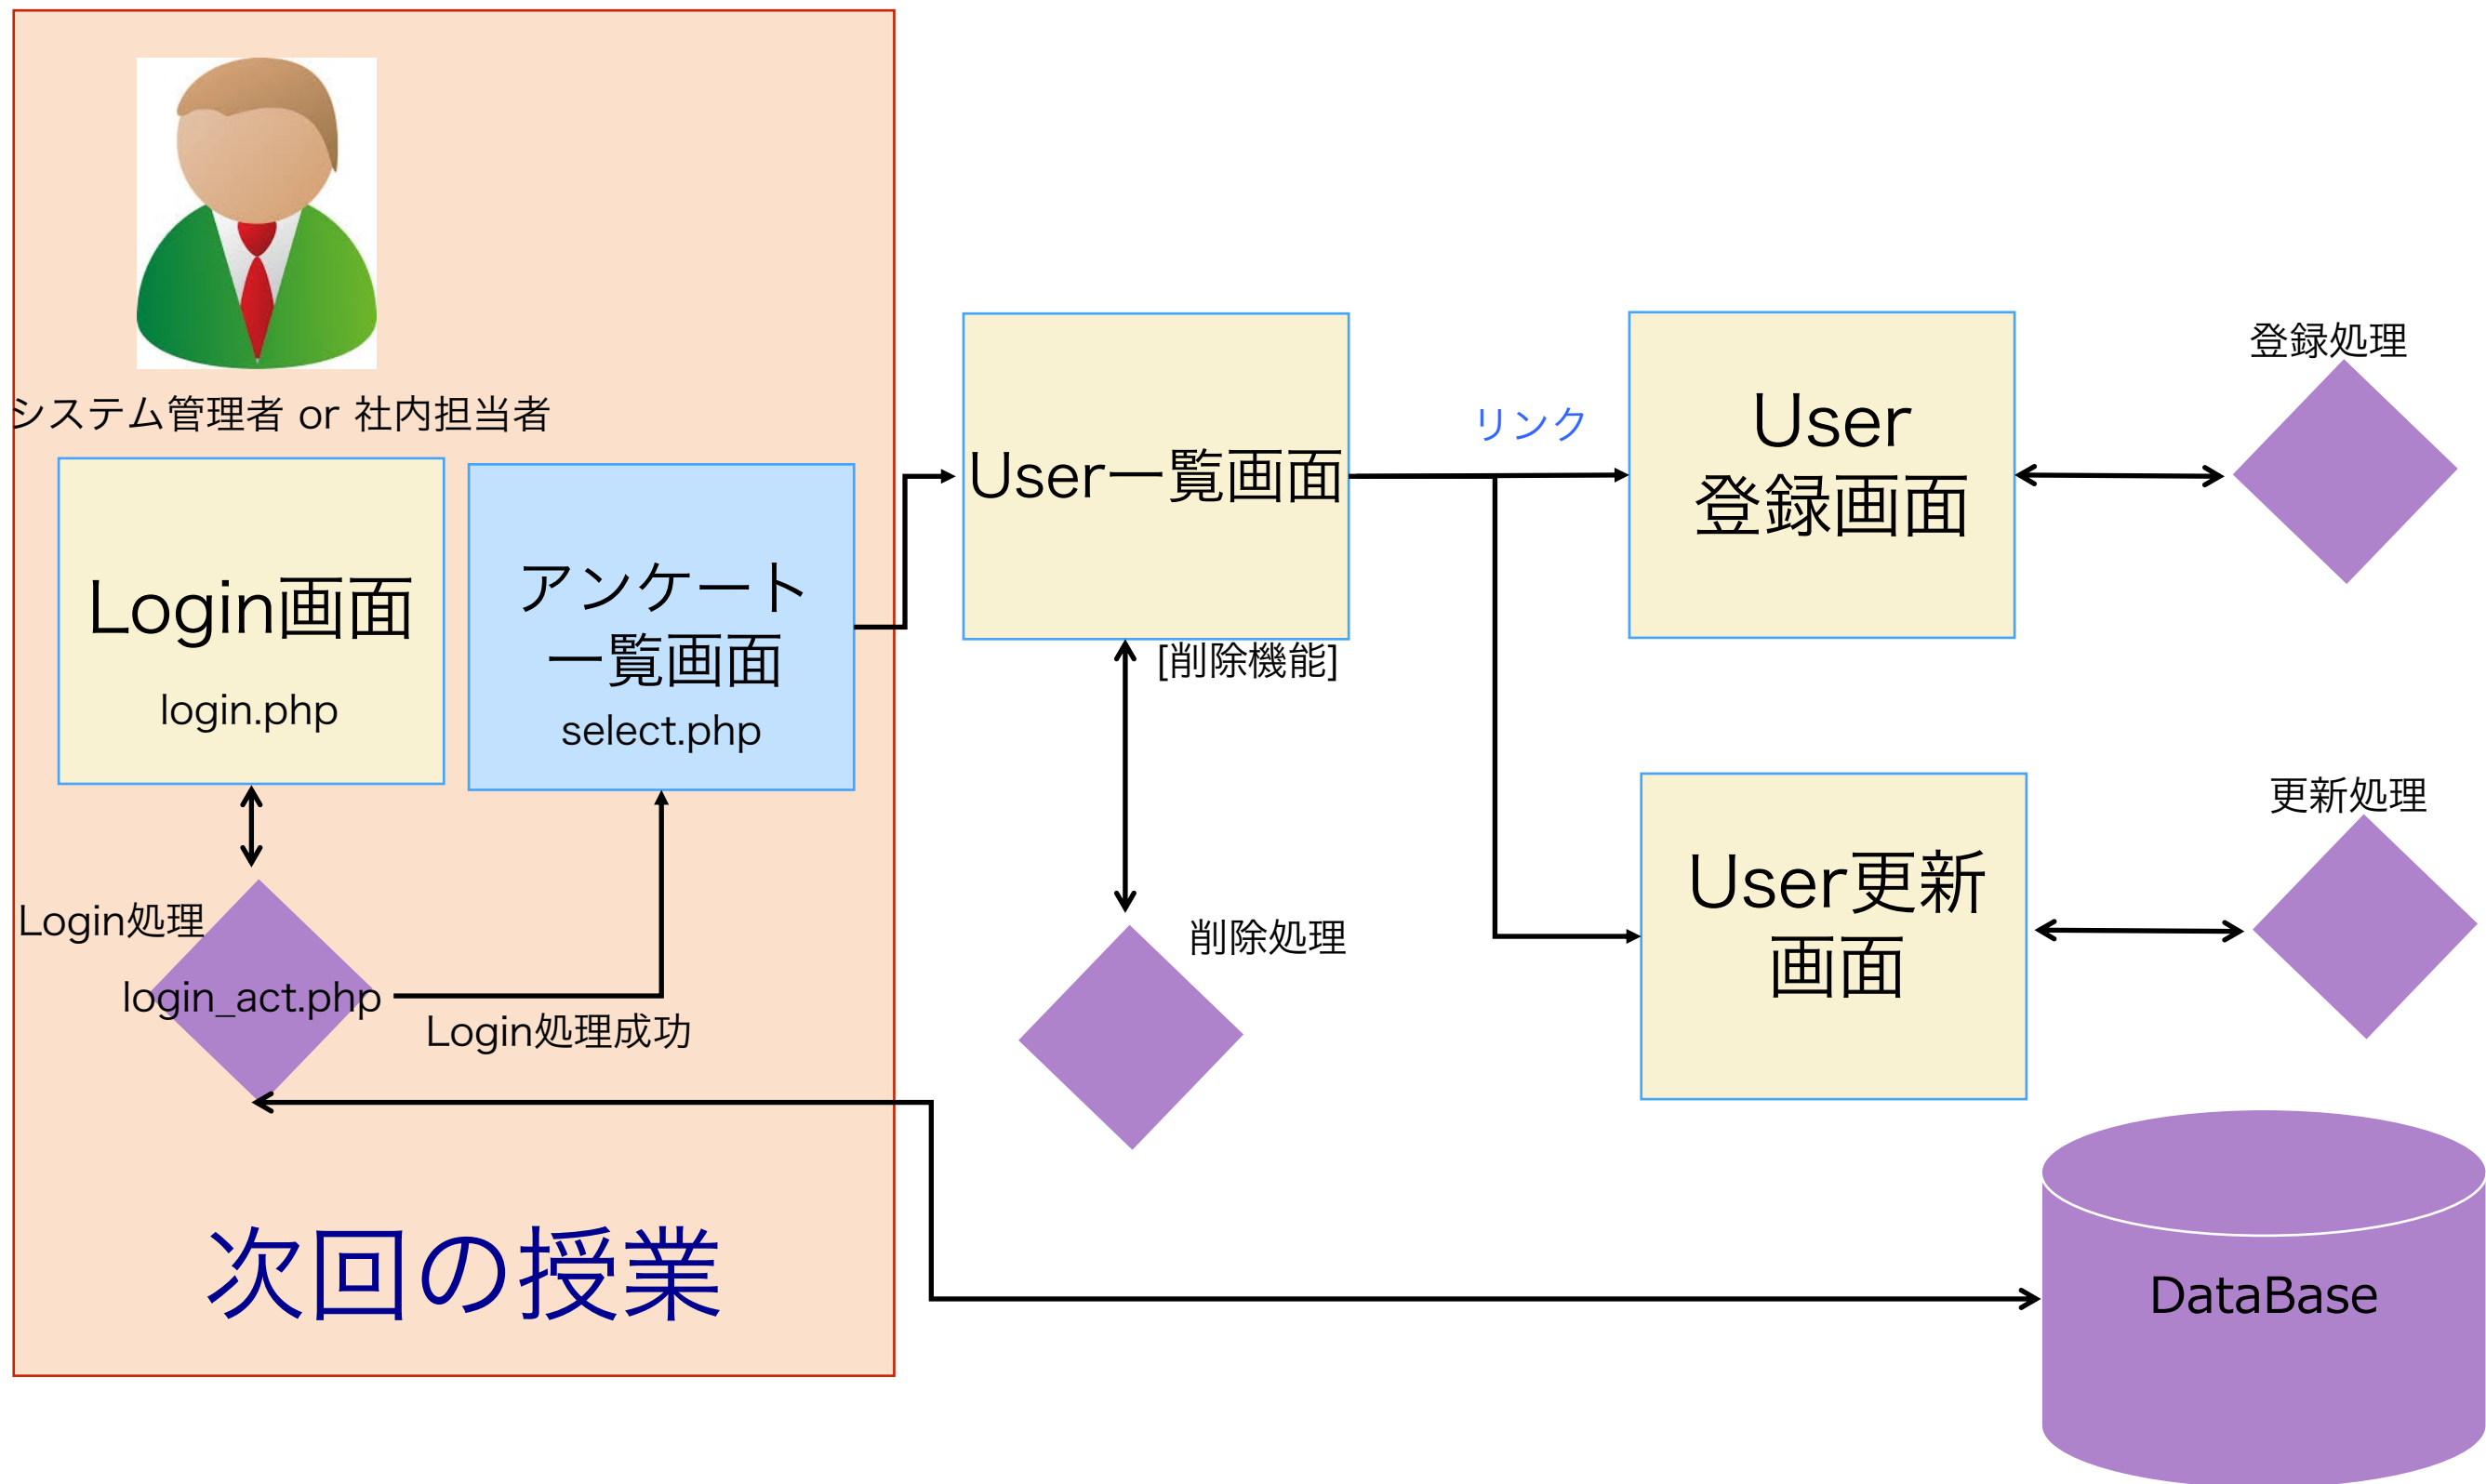 システム管理者 or 社内担当者
Login画面
login.php
アンケート
一覧画面
select.php
Login処理
login_act.php
Login処理成功
次回の授業
User一覧画面
[削除機能]
削除処理
リンク
User
登録画面
登録処理
User更新
画面
更新処理
DataBase